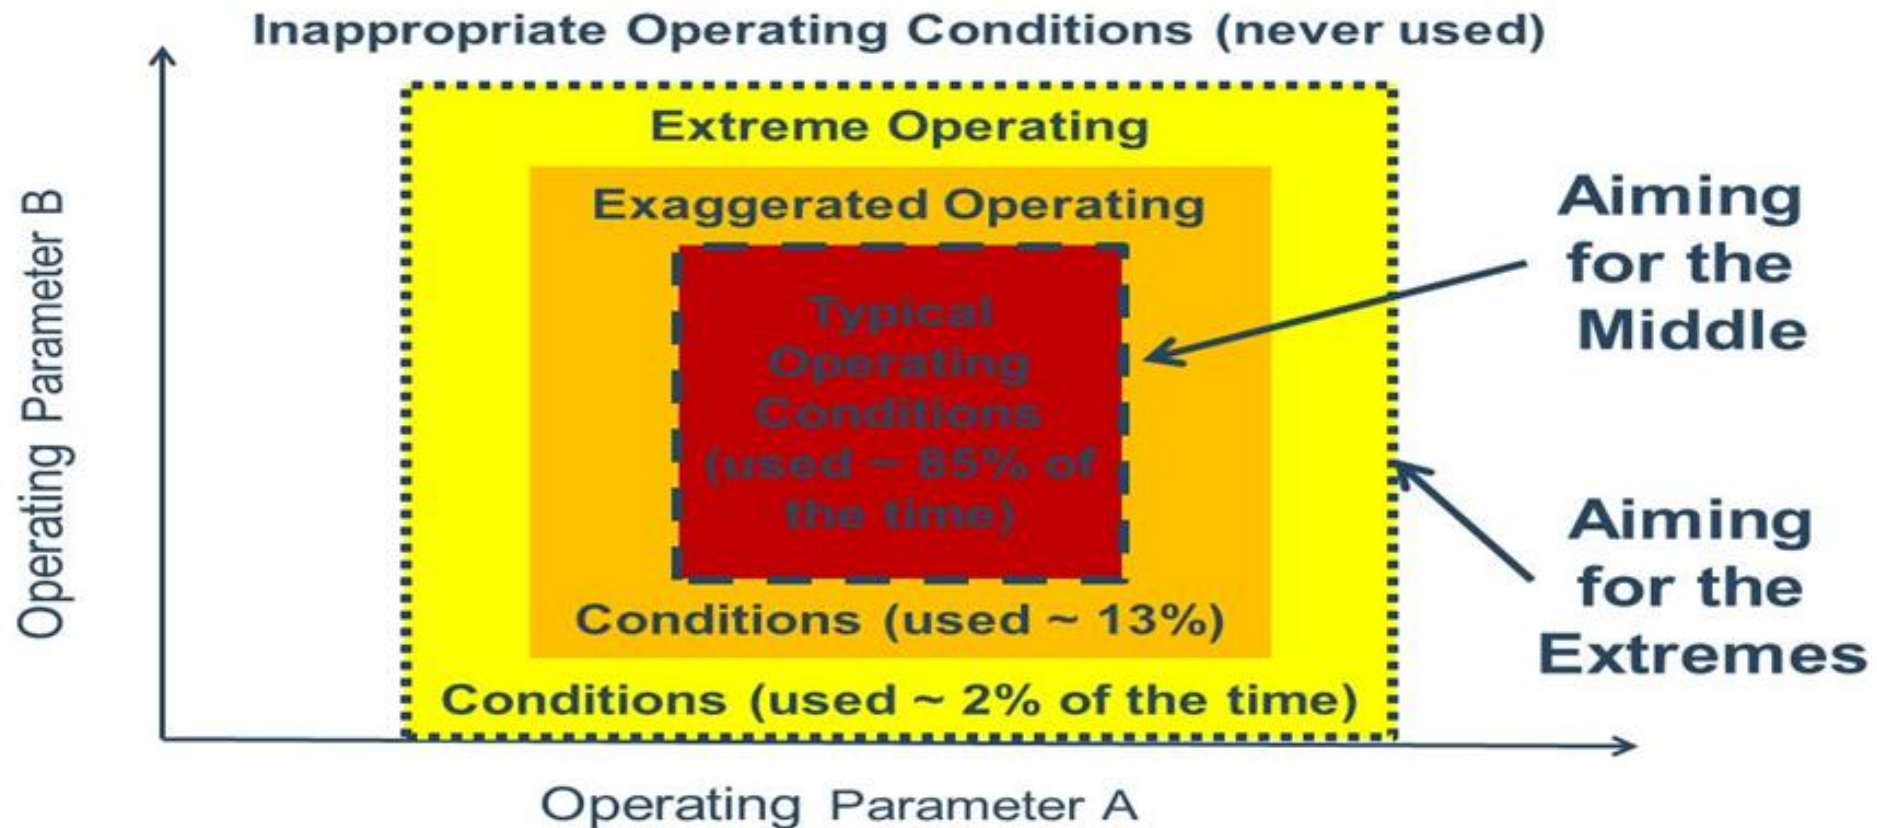 Inappropriate Operating Conditions (never used)
Extreme Operating
Exaggerated Operating
Typical
Operating
Conditions
(used ~ 85% of
the time)
Conditions (used ~ 13%)
Conditions (used ~ 2% of the time)
Aiming
for the
Middle
Aiming
for the
Extremes
Operating Parameter B
Operating Parameter A